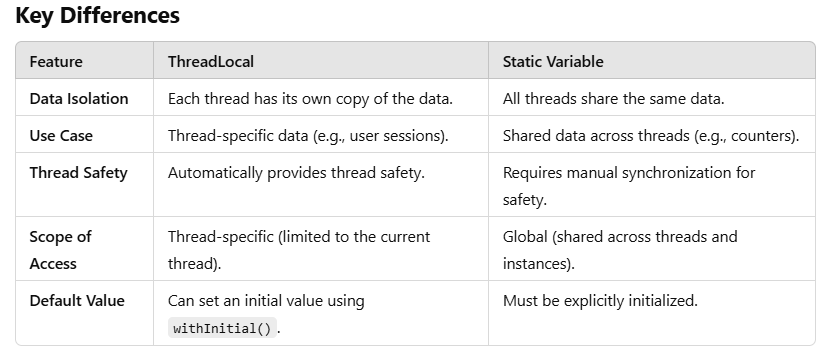 Key Differences
Feature ThreadLocal Static Variable
Data Isolation Each thread has its own copy of the data. All threads share the same data.
Use Case Thread-specific data (e.g., user sessions). Shared data across threads (e.g., counters).
Thread Safety Automatically provides thread safety. Requires manual synchronization for
safety.
Scope of Thread-specific (limited to the current Global (shared across threads and
Access thread). instances).
Default Value Can set an initial value using Must be explicitly initialized.
withInitial() .